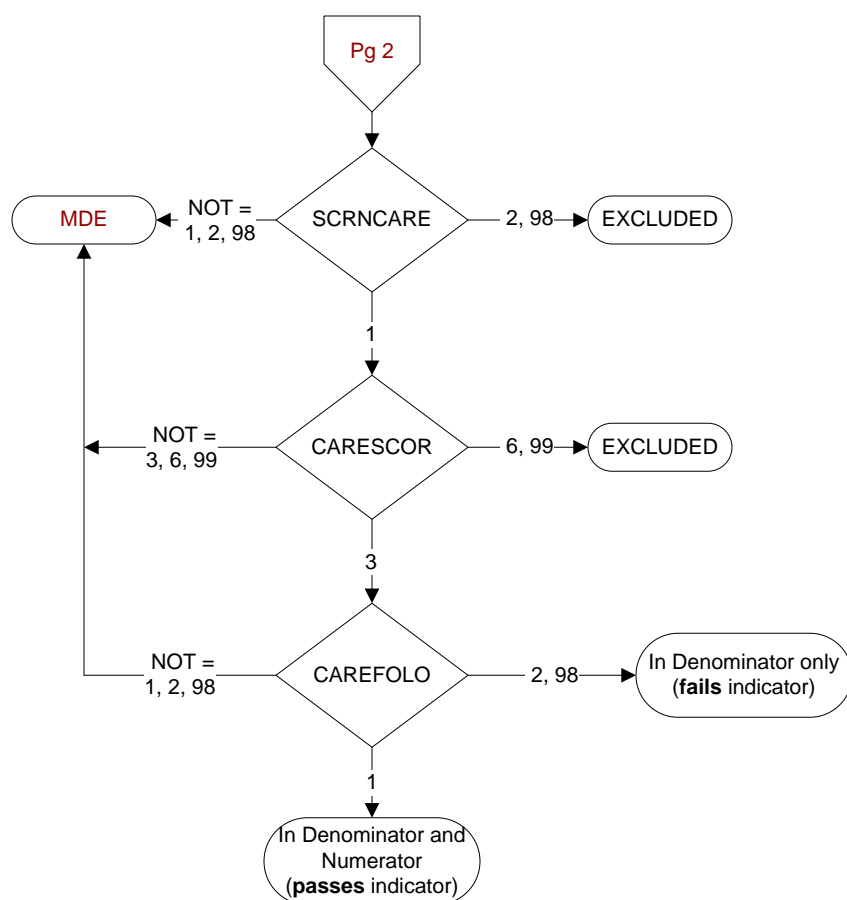 Pg 2
MDE
NOT =
1, 2, 98
SCRNCARE
2, 98
EXCLUDED
1
NOT =
3, 6, 99
CARESCOR
6, 99
EXCLUDED
3
NOT =
1, 2, 98
CAREFOLO
2, 98
In Denominator only
(fails indicator)
1
In Denominator and
Numerator
(passes indicator)